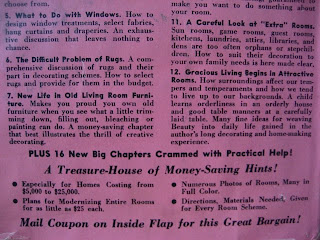 choose from.
5. What to Do with Windows. How to
design window treatments, select fabrics,
hang curtains and draperies. An exhaus-
tive discussion that leaves nothing to
chance.
6. The Difficult Problem of Rugs. A com-
prehensive discussion of rugs and their
part in decorating schemes. How to select
rugs and provide for them in the budget.
7. New Life in Old Living Room Furni-
ture. Makes you proud own old
furniture when you see what a little trim-
ming down, filling out, bleaching or
painting can do. A money-saving chapter
that best illustrates the thrill of creative
decorating.
make you want to do something about
your room.
11. A Careful Look at "Extra" Rooms.
Sun rooms, game rooms, guest rooms,
kitchens, laundries, attics, libraries, and
dens are too often orphans or stepchil-
dren. How to suit their decoration to
your own family needs is here made clear.
12. Gracious Living Begins in Attractive
Rooms. How surroundings affect our tem-
pers and temperaments and how we tend
to live up to our backgrounds. A child
learns orderliness in an orderly house
and good table manners at a carefully
laid table. Many fine ideas for weaving
Beauty into daily life gained in the
author's long decorating and homemaking
experience.
PLUS 16 New Big Chapters Crammed with Practical Help!
A Treasure-House of Money-Saving Hints!
● Especially for Homes Costing from
$5,000 to $25,000.
● Plans for Modernizing Entire Rooms
for as little as $25 each.
● Numerous Photos of Rooms, Many in
Full Color.
● Directions, Materials Needed, Given
for Every Room Scheme.
Mail Coupon on Inside Flap for this Great Bargain!